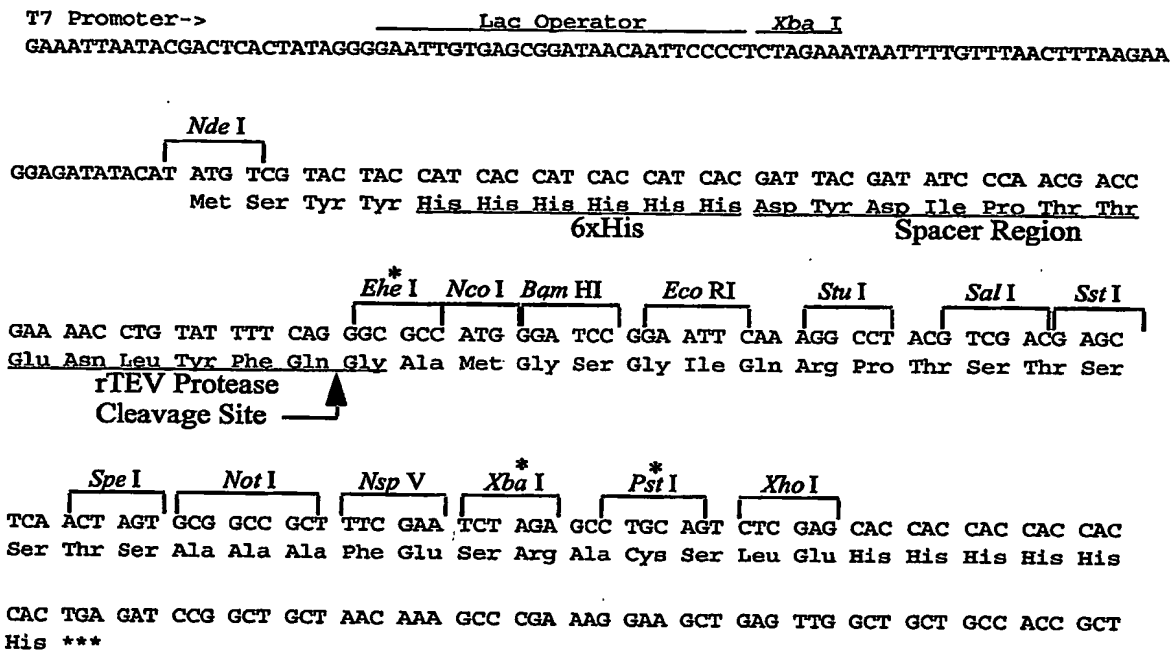 T7 Promoter->
Lac Operator Xba I
GAAATTAATACGACTCACTATAGGGGAATTGTGAGCGGATAACAATTCCCCTCTAGAAATAATTTTGTTTAACTTTAAGAA
Nde I
GGAGATATACAT ATG TCG TAC TAC CAT CAC CAT CAC CAT CAC GAT TAC GAT ATC CCA ACG ACC
Met Ser Tyr Tyr His His His His His His Asp Tyr Asp Ile Pro Thr Thr
6xHis Spacer Region
* 
Ehe I Nco I Bam HI Eco RI Stu I Sal I Sst I
GAA AAC CTG TAT TTT CAG GGC GCC ATG GGA TCC GGA ATT CAA AGG CCT ACG TCG ACG AGC
Glu Asn Leu Tyr Phe Gln Gly Ala Met Gly Ser Gly Ile Gln Arg Pro Thr Ser Thr Ser
rTEV Protease
Cleavage Site
* *
Spe I Not I Nsp V Xba I Pst I Xho I
TCA ACT AGT GCG GCC GCT TTC GAA TCT AGA GCC TGC AGT CTC GAG CAC CAC CAC CAC CAC
Ser Thr Ser Ala Ala Ala Phe Glu Ser Arg Ala Cys Ser Leu Glu His His His His His
CAC TGA GAT CCG GCT GCT AAC AAA GCC CGA AAG GAA GCT GAG TTG GCT GCT GCC ACC GCT
His ***